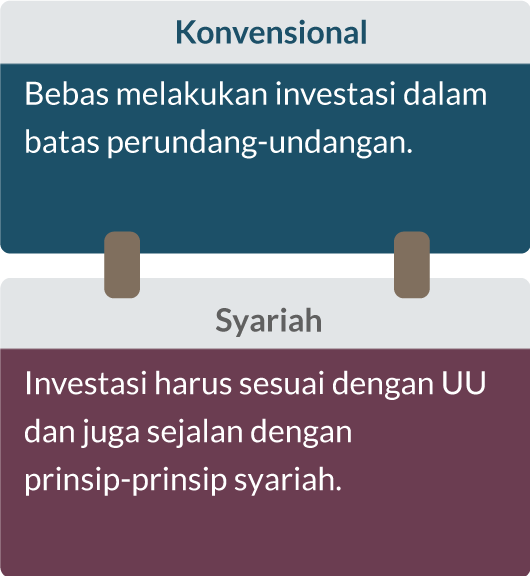 Konvensional
Bebas melakukan investasi dalam
batas perundang-undangan.
Syariah
Investasi harus sesuai dengan UU
dan juga sejalan dengan
prinsip-prinsip syariah.